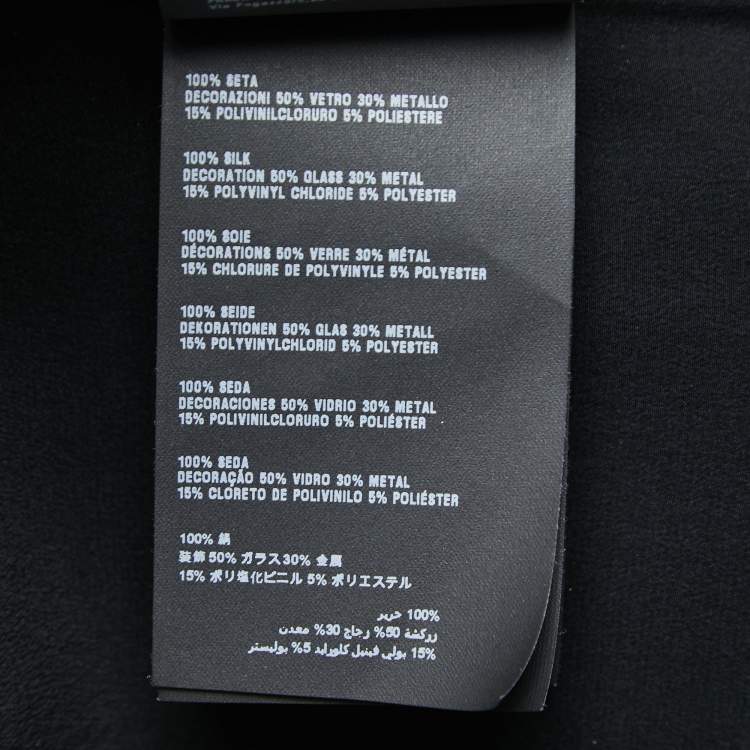 Via Fogazzaro
100% SETA
DECORAZIONI 50% VETRO 30% METALLO
15% POLIVINILCLORURO 5% POLIESTERE
100% SILK
DECORATION 50% GLASS 30% METAL
15% POLYVINYL CHLORIDE 5% POLYESTER
100% SOIE
DÉCORATIONS 50% VERRE 30% MÉTAL
15% CHLORURE DE POLYVINYLE 5% POLYESTER
100% SEIDE
DEKORATIONEN 50% GLAS 30% METALL
15% POLYVINYLCHLORID 5% POLYESTER
100% SEDA
DECORACIONES 50% VIDRIO 30% METAL
15% POLIVINILCLORURO 5% POLIÉSTER
100% SEDA
DECORAÇÃO 50% VIDRO 30% METAL
15% CLORETO DE POLIVINILO 5% POLIÉSTER
100% 絹
装飾 50% ガラス 30% 金属
15% ポリ塩化ビニル 5% ポリエステル
100% حرير
زركشة 50% زجاج 30% معدن
15% بولي فينيل كلورايد 5% بوليستر